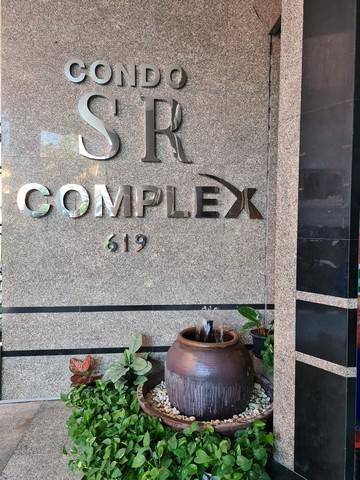 CONDO
SR
COMPLEX
619